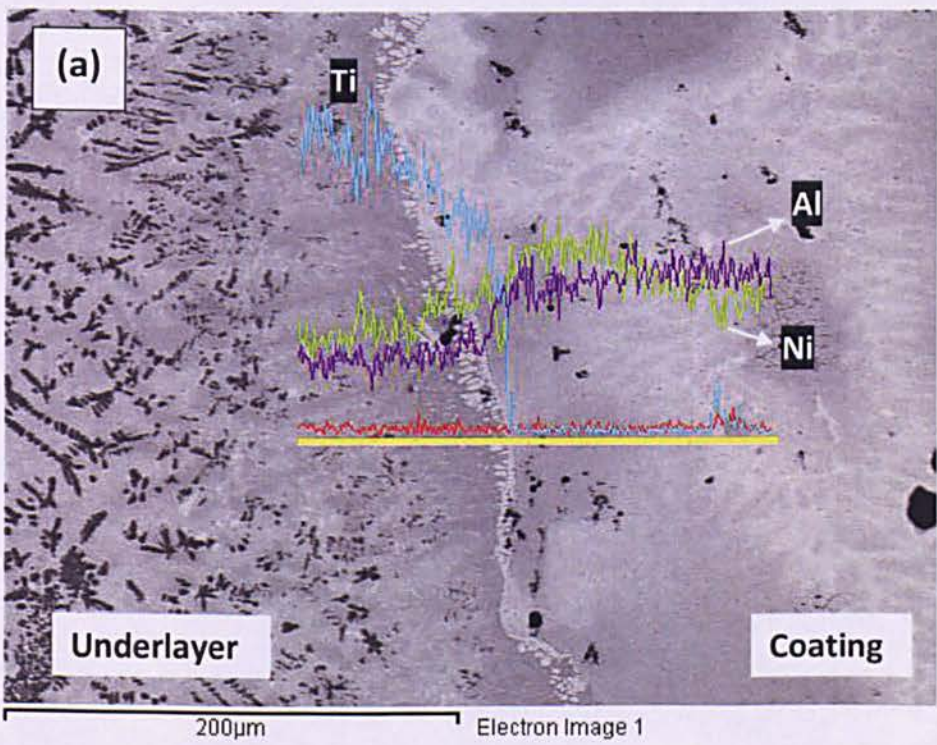 (a)
Ti
Al
Ni
Underlayer
Coating
200µm
Electron Image 1